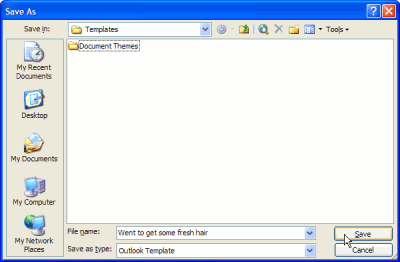 Save As
Save in: Templates Tools
Document Themes
My Recent
Documents
Desktop
My Documents
My Computer
My Network
Places
File name: Went to get some fresh hair Save
Save as type: Outlook Template Cancel